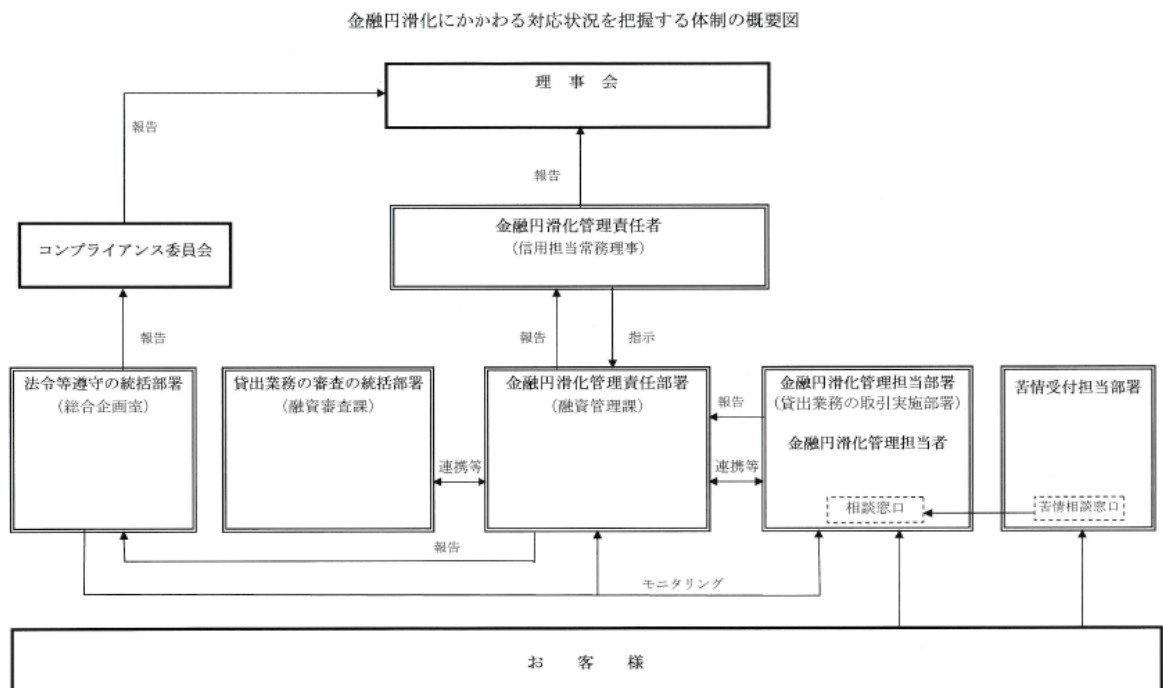 金融円滑化にかかわる対応状況を把握する体制の概要図
理 事 会
報告
報告
金融円滑化管理責任者
（信用担当常務理事）
コンプライアンス委員会
報告
報告
指示
法令等遵守の統括部署
（総合企画室）
貸出業務の審査の統括部署
（融資審査課）
金融円滑化管理責任部署
（融資管理課）
報告
金融円滑化管理担当部署
（貸出業務の取引実施部署）
金融円滑化管理担当者
苦情受付担当部署
連携等
連携等
相談窓口
苦情相談窓口
報告
モニタリング
お 客 様